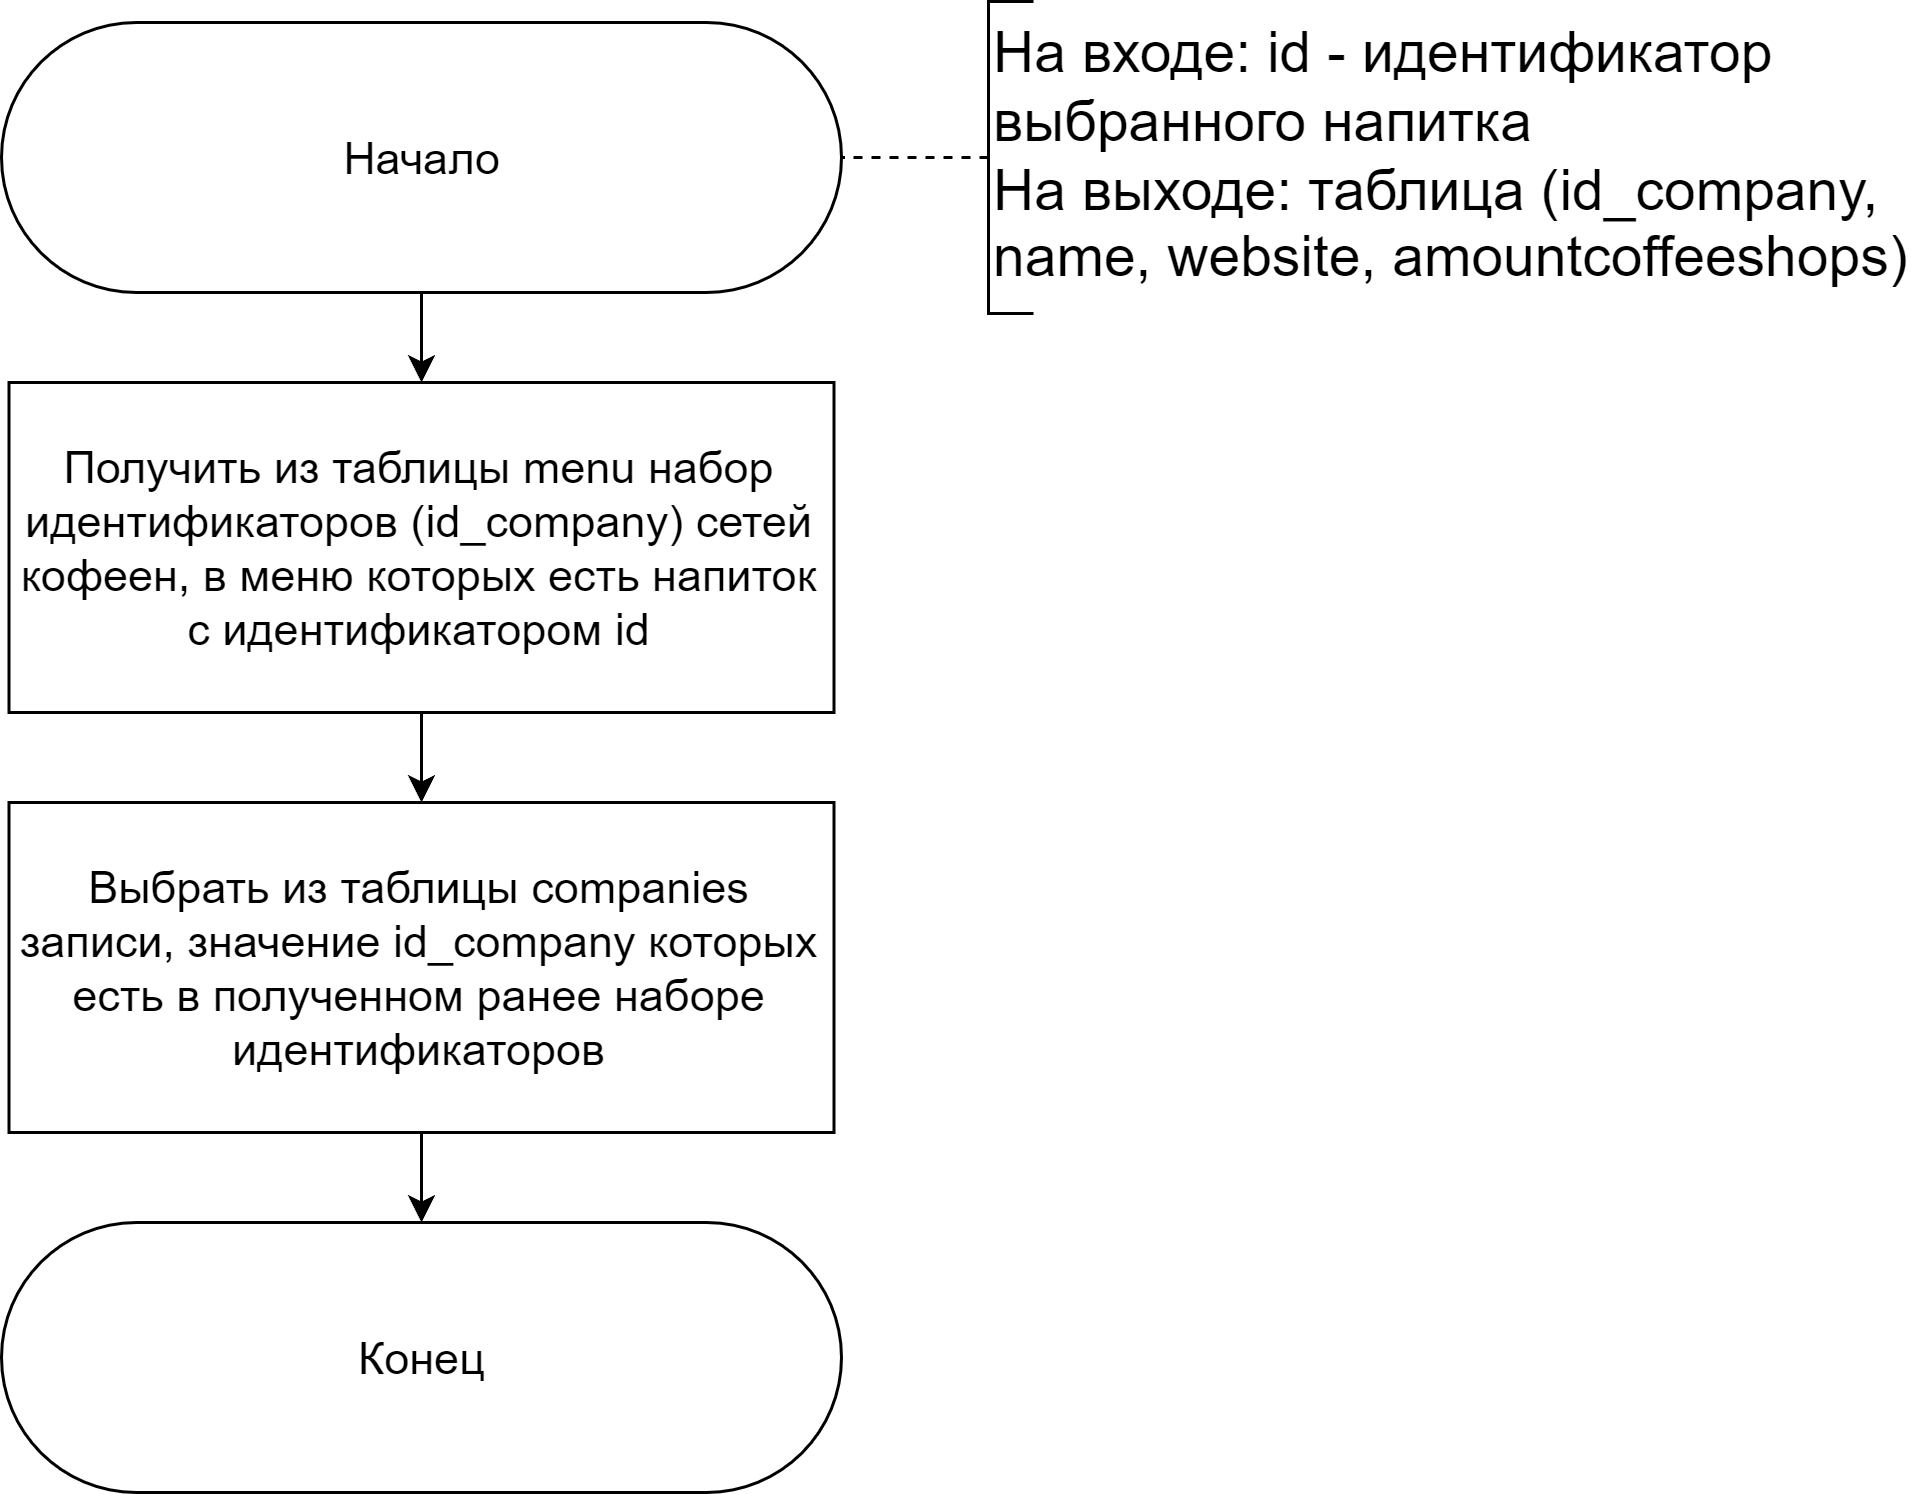 Начало
На входе: id - идентификатор
выбранного напитка
На выходе: таблица (id_company,
name, website, amountcoffeeshops)
Получить из таблицы menu набор
идентификаторов (id_company) сетей
кофеен, в меню которых есть напиток
с идентификатором id
Выбрать из таблицы companies
записи, значение id_company которых
есть в полученном ранее наборе
идентификаторов
Конец